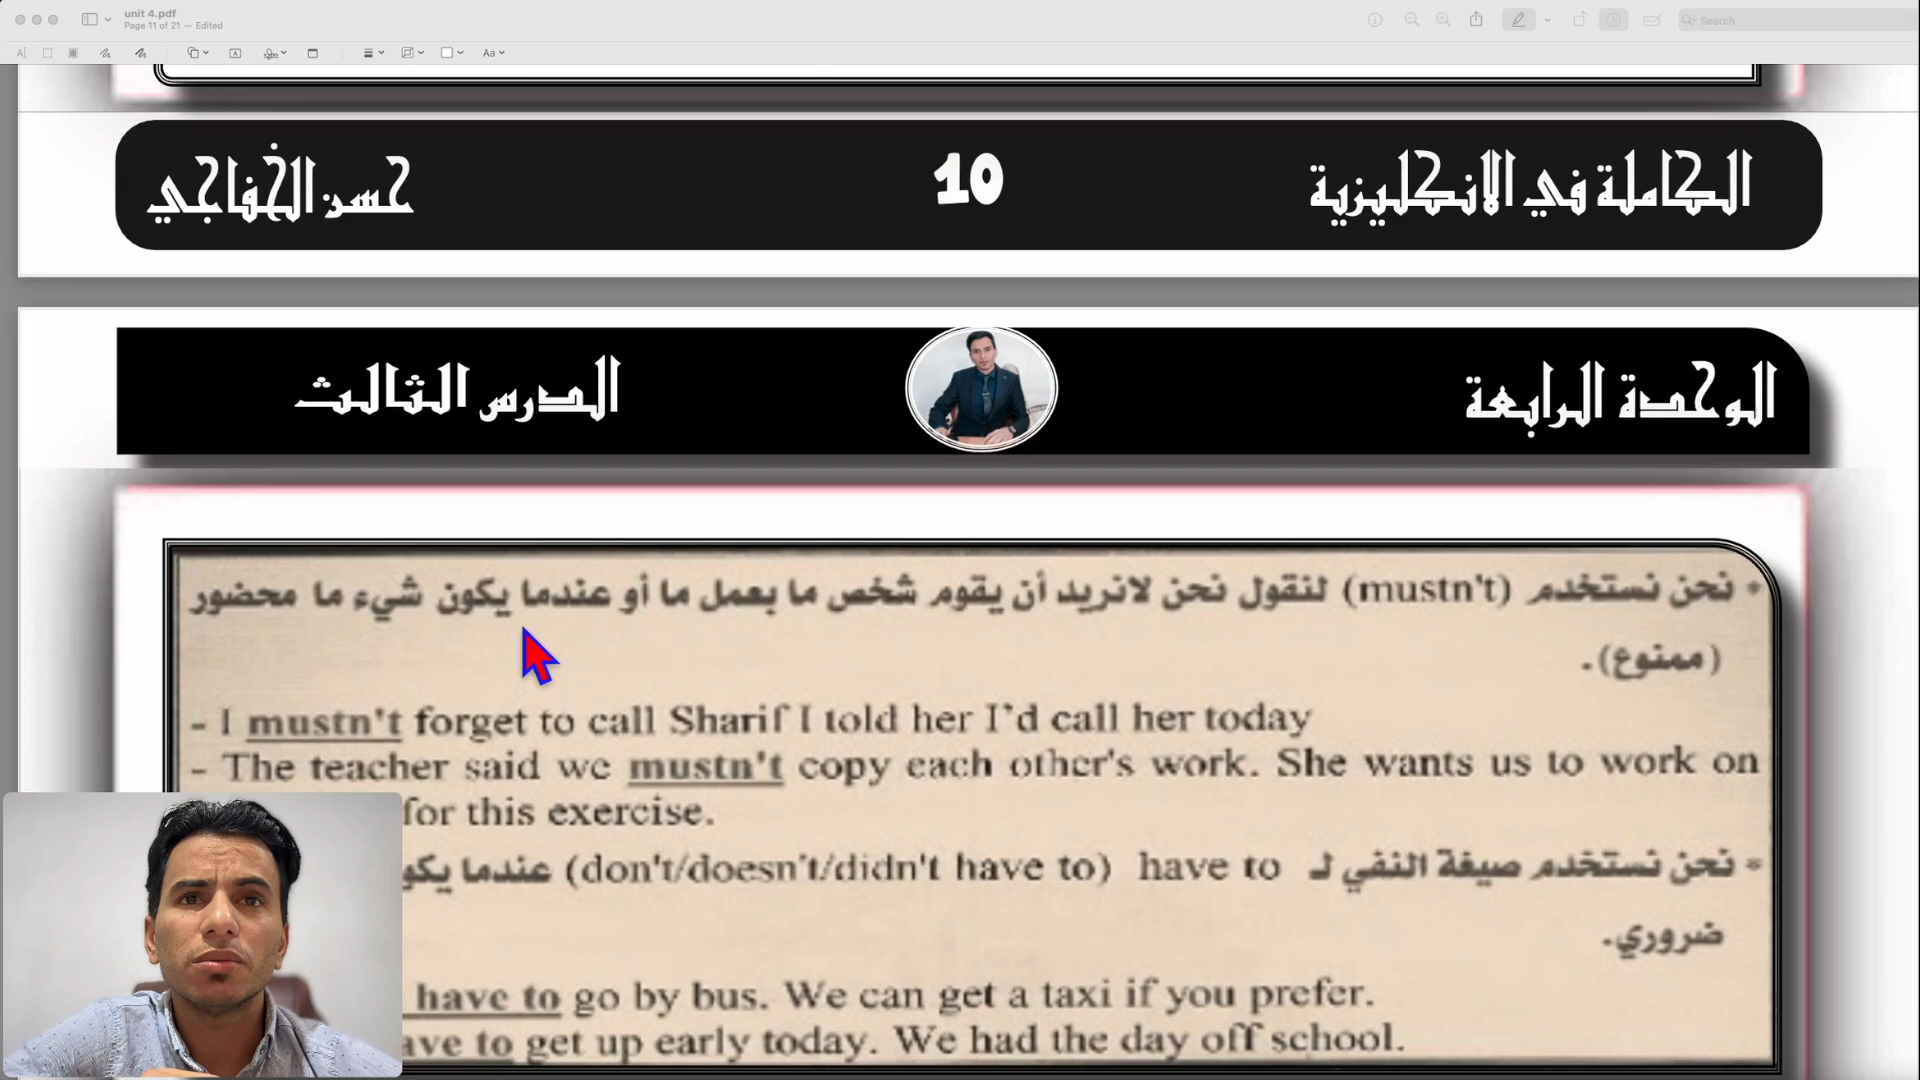 unit 4.pdf
Page 11 of 21 — Edited
Search
Aa
الكاملة في الانكليزية 10 حسن الخفاجي
الوحدة الرابعة الدرس الثالث
* نحن نستخدم (mustn't) لنقول نحن لانريد أن يقوم شخص ما بعمل ما أو عندما يكون شيء ما محضور
(ممنوع).
- I mustn't forget to call Sharif I told her I'd call her today
- The teacher said we mustn't copy each other's work. She wants us to work on
for this exercise.
* نحن نستخدم صيغة النفي لـ have to (don't/doesn't/didn't have to) عندما
ضروري.
have to go by bus. We can get a taxi if you prefer.
ave to get up early today. We had the day off school.